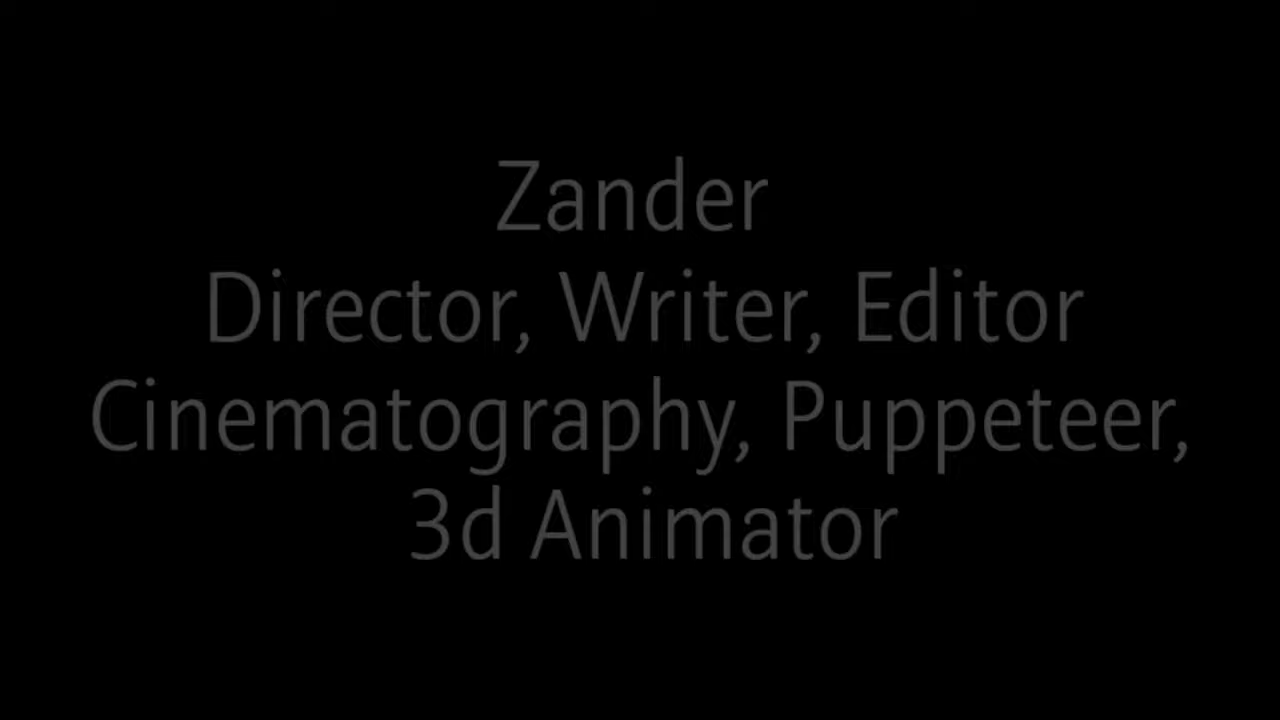 Zander
Director, Writer, Editor
Cinematography, Puppeteer,
3d Animator